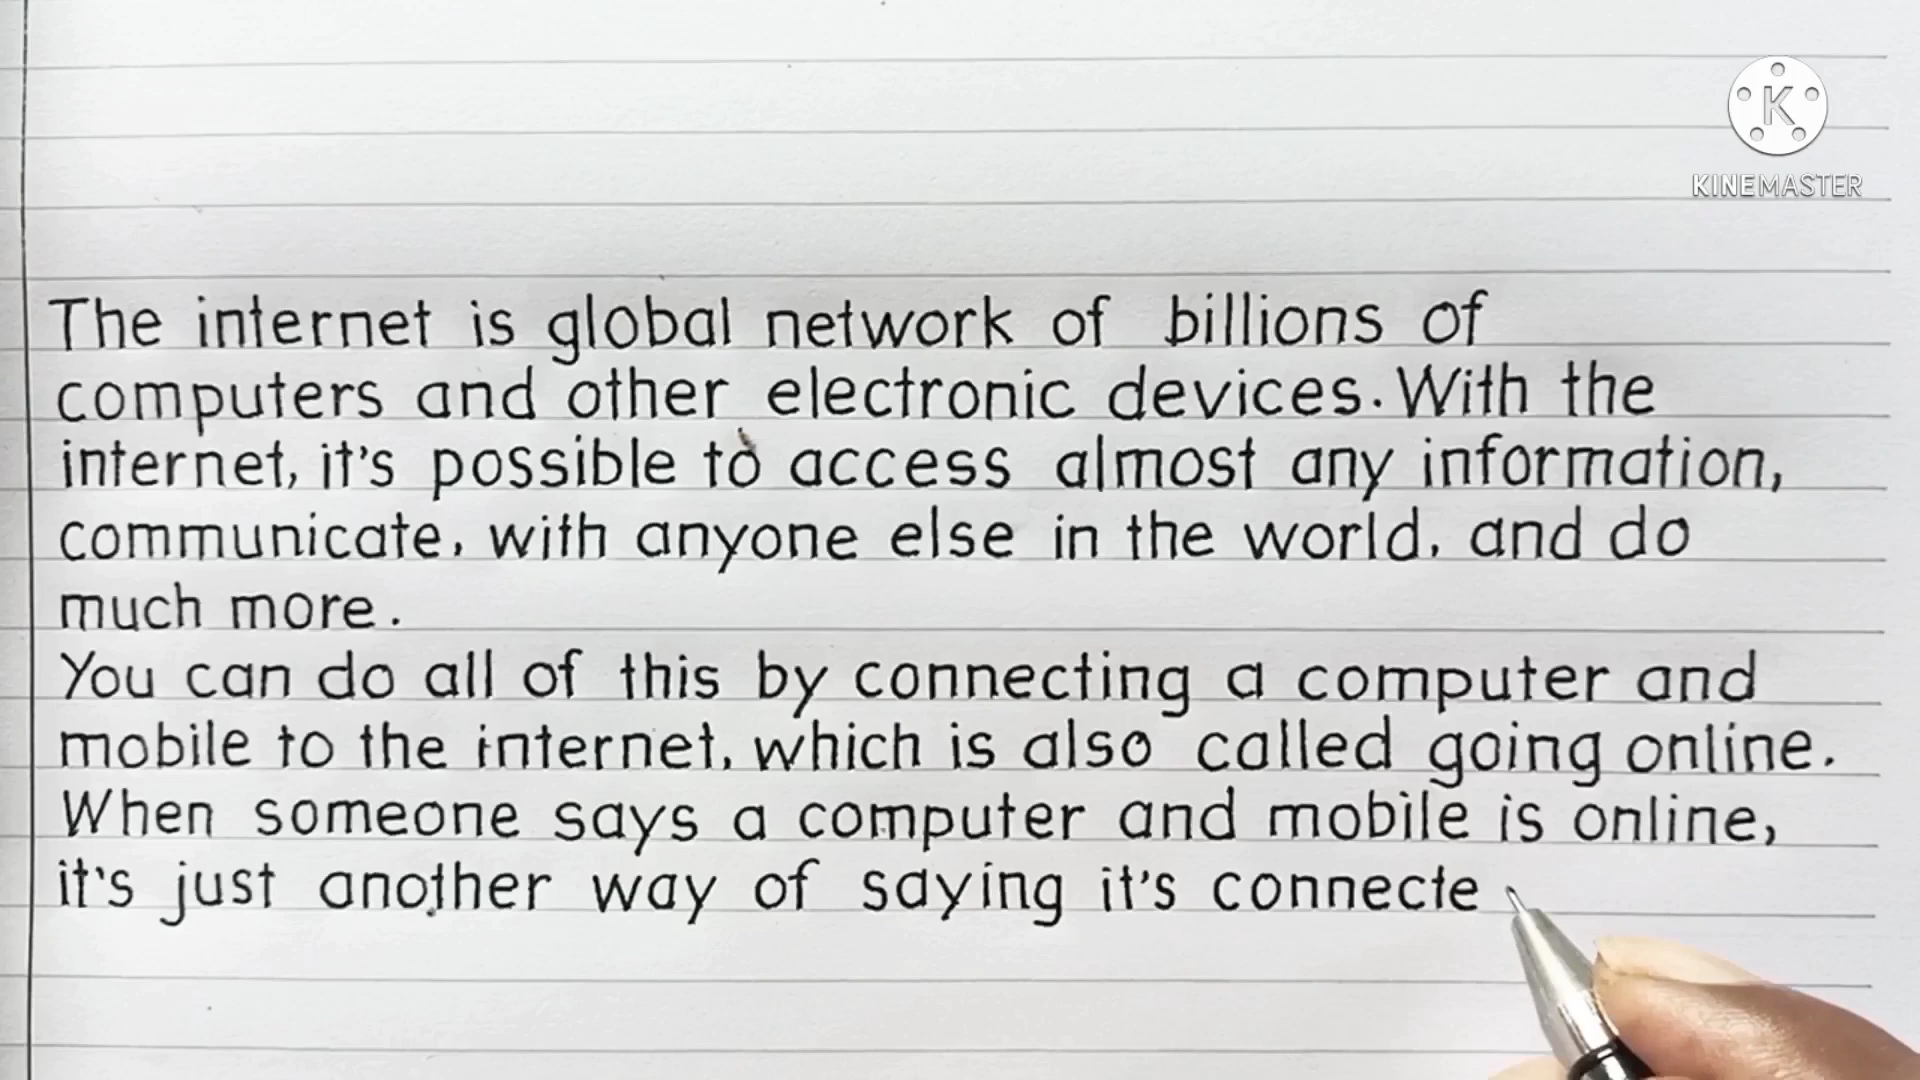 KINEMASTER
The internet is global network of billions of
computers and other electronic devices. With the
internet, it's possible to access almost any information,
communicate, with anyone else in the world, and do
much more.
You can do all of this by connecting a computer and
mobile to the internet, which is also called going online.
When someone says a computer and mobile is online,
it's just another way of saying it's connecte